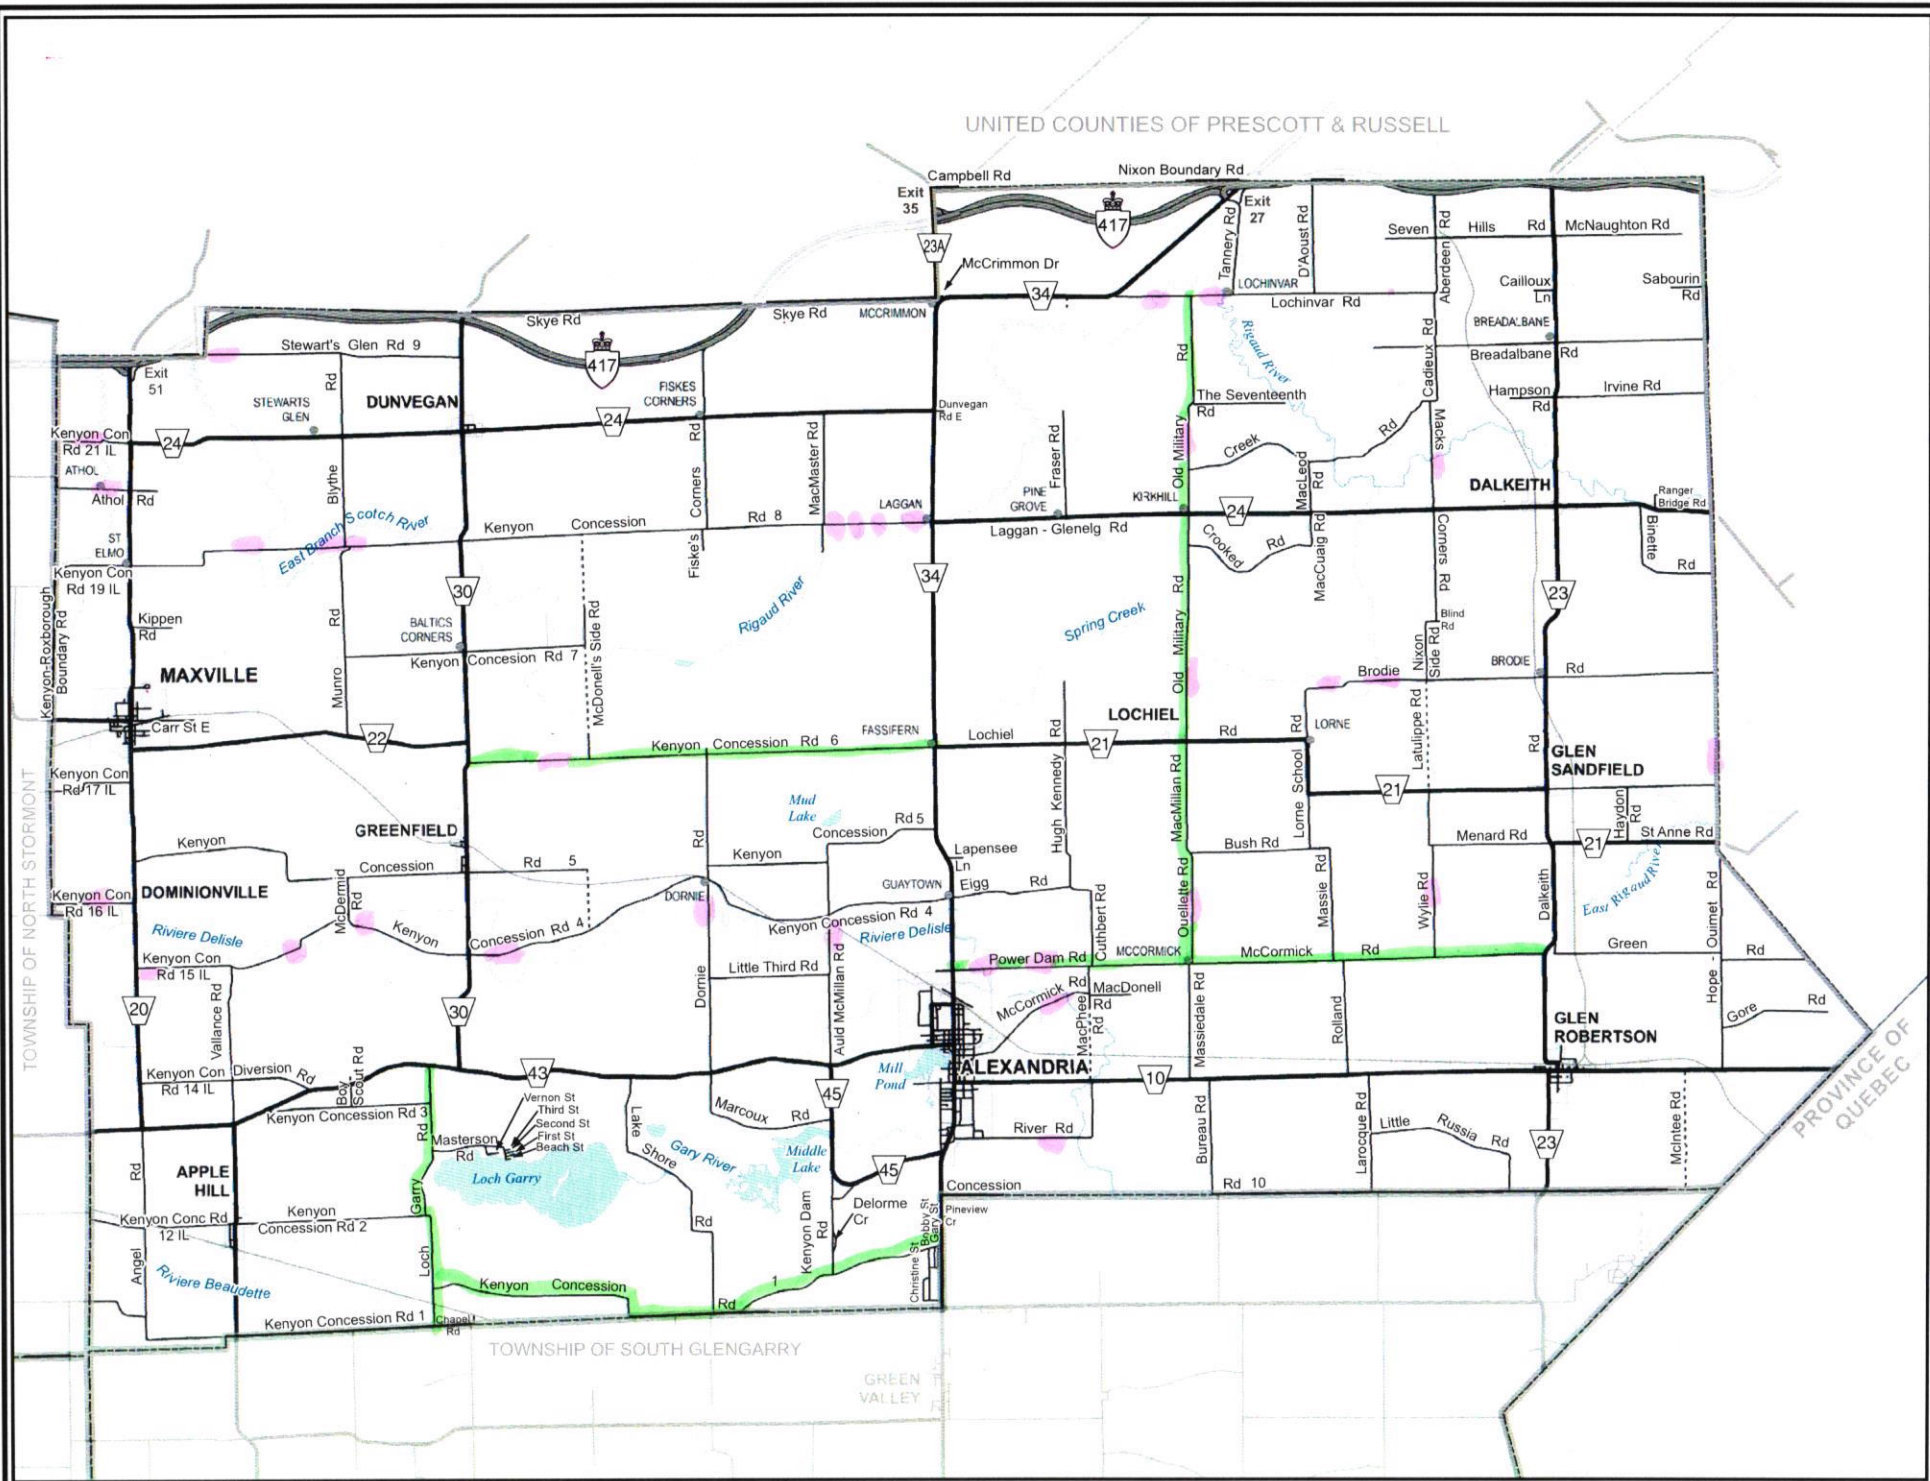 UNITED COUNTIES OF PRESCOTT & RUSSELL
Campbell Rd
Nixon Boundary Rd
Exit
35
Exit
27
417
23A
McCrimmon Dr
34
Tannery Rd
D'Aoust Rd
LOCHINVAR
Lochinvar Rd
Seven Hills Rd
McNaughton Rd
Aberdeen Rd
Cailloux
Ln
Sabourin
Rd
BREADALBANE
Breadalbane Rd
Skye Rd
Skye Rd
MCCRIMMON
Stewart's Glen Rd 9
417
Exit
51
Rigaud River
Cadieux Rd
Hampson
Rd
Irvine Rd
STEWARTS
GLEN
Rd
DUNVEGAN
FISKES
CORNERS
24
Dunvegan
Rd E
Rd
The Seventeenth
Rd
Kenyon Con
Rd 21 IL
24
ATHOL
Athol Rd
Blythe
Rd
Corners
Fiske's
MacMaster Rd
Fraser Rd
Old Military
Creek
Rd
MacLeod
Rd
Macks
Corners Rd
DALKEITH
Ranger
Bridge Rd
Binette
Rd
East Branch Scotch River
Kenyon Concession Rd 8
LAGGAN
PINE
GROVE
KIRKHILL
24
Laggan - Glenelg Rd
Crooked
Rd
MacCuaig Rd
ST
ELMO
Kenyon Con
Rd 19 IL
Kippen
Rd
Kenyon-Roxborough
Boundary Rd
30
34
23
Rd
Munro
BALTICS
CORNERS
Kenyon Concesion Rd 7
McDonell's Side Rd
Rigaud River
Spring Creek
Old Military Rd
Blind
Rd
Nixon
Side Rd
BRODIE
Brodie
Rd
MAXVILLE
Carr St E
22
Kenyon Concession Rd 6
FASSIFERN
Lochiel
21
Rd
LOCHIEL
LORNE
Lorne School Rd
Latulippe Rd
Rd
GLEN
SANDFIELD
21
Hugh Kennedy Rd
MacMillan Rd
Kenyon Con
Rd 17 IL
TOWNSHIP OF NORTH STORMONT
Mud
Lake
Rd 5
Concession
Kenyon
GREENFIELD
Kenyon
Concession
Rd 5
Rd
Lapensee
Ln
Bush Rd
Menard Rd
Haydon
Rd
St Anne Rd
21
DOMINIONVILLE
Kenyon Con
Rd 16 IL
McDermid
Rd
DORNIE
GUAYTOWN
Eigg Rd
Cuthbert Rd
Ouellette Rd
Massie Rd
Wylie Rd
Dalkeith
East Rigaud River
Hope - Ouimet Rd
Riviere Delisle
Kenyon
Concession Rd 4
Kenyon Concession Rd 4
Riviere Delisle
Kenyon Con
Rd 15 IL
Vallance Rd
Little Third Rd
Dornie
Auld McMillan Rd
Power Dam Rd
MCCORMICK
McCormick Rd
Green
Rd
McCormick Rd
MacDonell
Rd
MacPhee
Rd
Massiedale Rd
Rolland
Gore
Rd
20
30
GLEN
ROBERTSON
PROVINCE OF
QUEBEC
Kenyon Con
Rd 14 IL
Diversion Rd
Boy
Scout Rd
43
Mill
Pond
ALEXANDRIA
10
Kenyon Concession Rd 3
Vernon St
Third St
Second St
First St
Beach St
Masterson
Rd
Loch Garry
Lake
Shore
Rd
Marcoux Rd
45
Gary River
Middle
Lake
45
River Rd
Bureau Rd
Larocque Rd
Little Russia Rd
23
McIntee Rd
APPLE
HILL
Rd
Garry
Rd
Kenyon Conc Rd
12 IL
Kenyon
Concession Rd 2
Loch
Angel
Riviere Beaudette
Kenyon Dam
Rd
Delorme
Cr
Bobby St
Gary St
Christine St
Pineview
Cr
Concession Rd 10
Kenyon Concession
Rd
1
Kenyon Concession Rd 1
Chapel
Rd
TOWNSHIP OF SOUTH GLENGARRY
GREEN
VALLEY